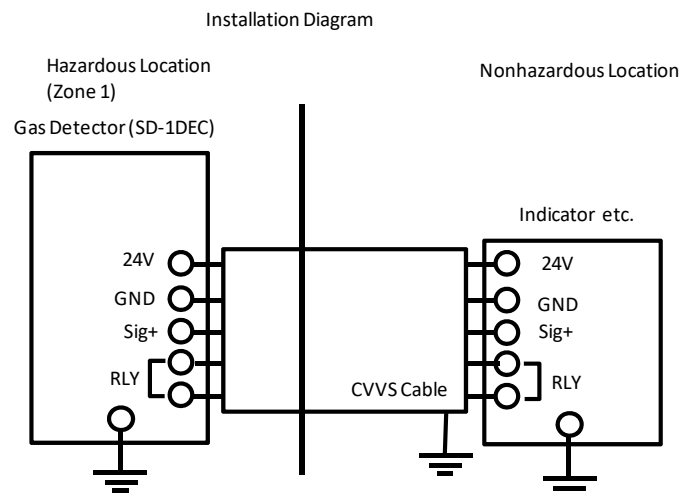 Installation Diagram
Hazardous Location
(Zone 1)
Nonhazardous Location
Gas Detector (SD-1DEC)
Indicator etc.
24V
GND
Sig+
RLY
CVVS Cable
24V
GND
Sig+
RLY